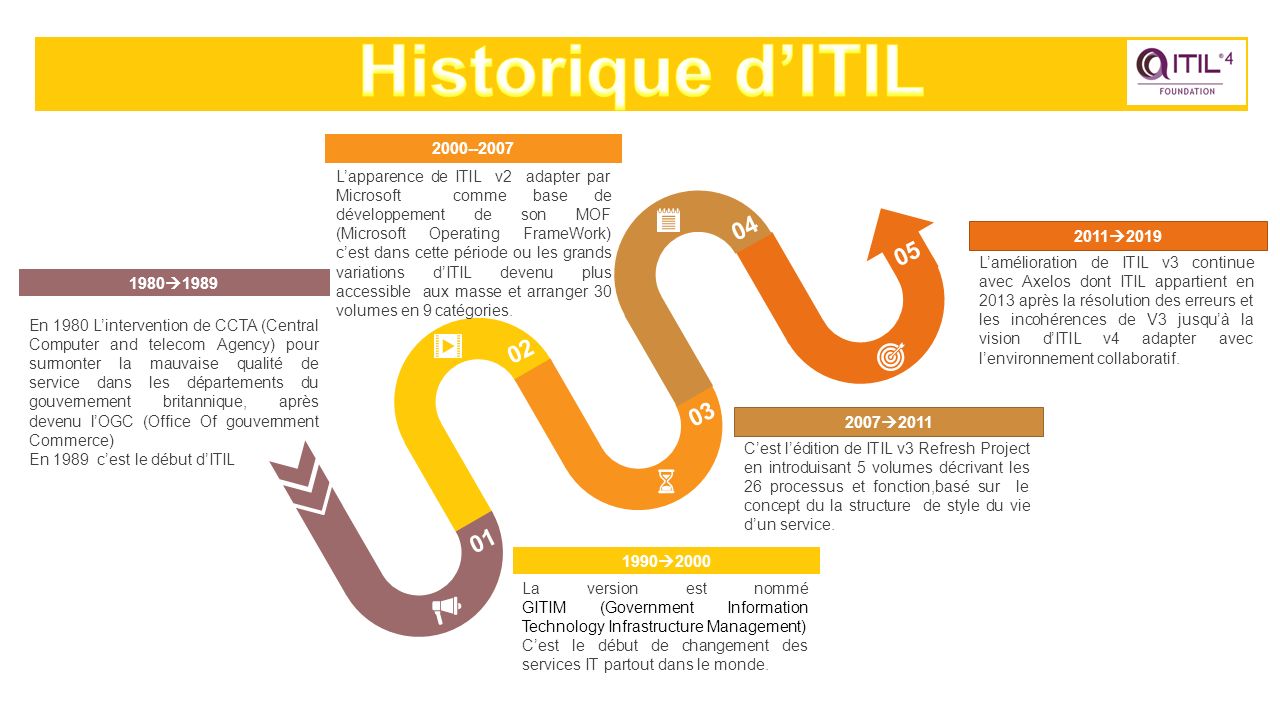 Historique d’ITIL
ITIL®4
FOUNDATION
2000--2007
L’apparence de ITIL v2 adapter par
Microsoft comme base de
développement de son MOF
(Microsoft Operating FrameWork)
c’est dans cette période ou les grands
variations d’ITIL devenu plus
accessible aux masse et arranger 30
volumes en 9 catégories.
1980→1989
En 1980 L’intervention de CCTA (Central
Computer and telecom Agency) pour
surmonter la mauvaise qualité de
service dans les départements du
gouvernement britannique, après
devenu l’OGC (Office Of gouvernment
Commerce)
En 1989 c’est le début d’ITIL
01
02
03
04
05
2011→2019
L’amélioration de ITIL v3 continue
avec Axelos dont ITIL appartient en
2013 après la résolution des erreurs et
les incohérences de V3 jusqu’à la
vision d’ITIL v4 adapter avec
l’environnement collaboratif.
2007→2011
C’est l’édition de ITIL v3 Refresh Project
en introduisant 5 volumes décrivant les
26 processus et fonction,basé sur le
concept du la structure de style du vie
d’un service.
1990→2000
La version est nommé
GITIM (Government Information
Technology Infrastructure Management)
C’est le début de changement des
services IT partout dans le monde.